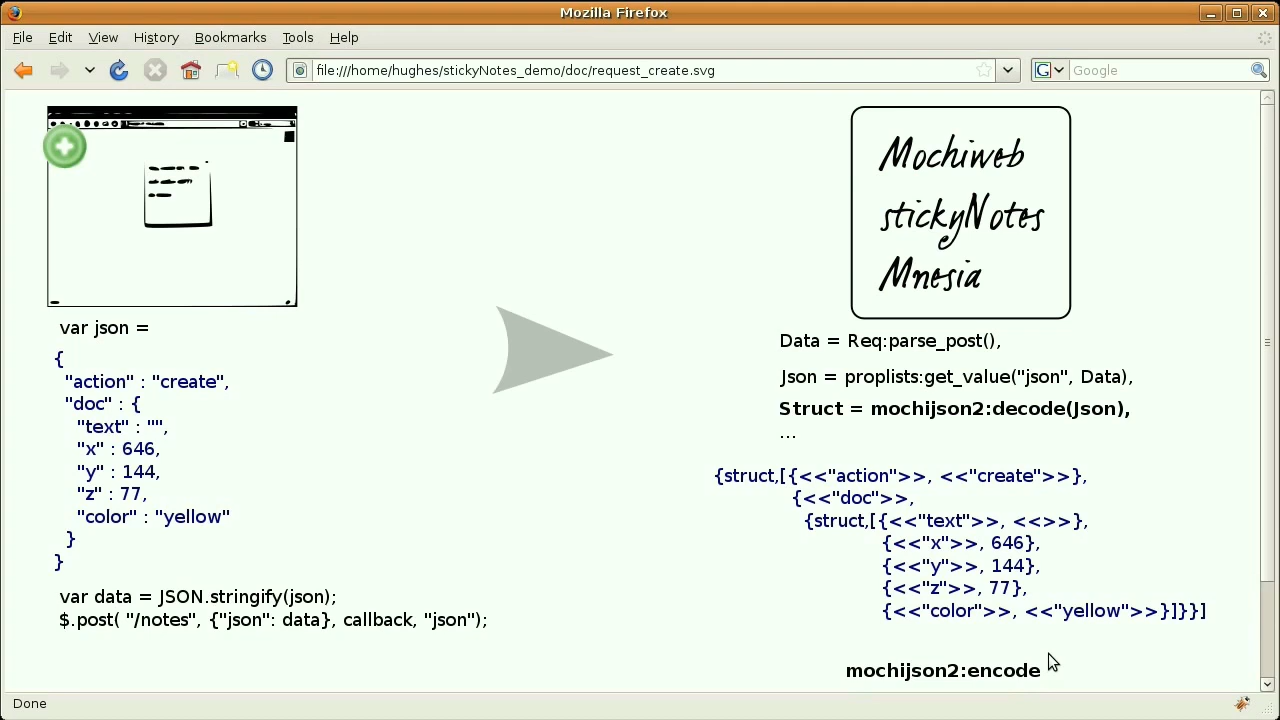 Mozilla Firefox
File Edit View History Bookmarks Tools Help
file:///home/hughes/stickyNotes_demo/doc/request_create.svg
G Google
Mochiweb
stickyNotes
Mnesia
var json =
{
"action" : "create",
"doc" : {
"text" : "",
"x" : 646,
"y" : 144,
"z" : 77,
"color" : "yellow"
}
}
var data = JSON.stringify(json);
$.post( "/notes", {"json": data}, callback, "json");
Data = Req:parse_post(),
Json = proplists:get_value("json", Data),
Struct = mochijson2:decode(Json),
...
{struct,[{<<"action">>, <<"create">>},
{<<"doc">>,
{struct,[{<<"text">>, <<>>},
{<<"x">>, 646},
{<<"y">>, 144},
{<<"z">>, 77},
{<<"color">>, <<"yellow">>}]}}]
mochijson2:encode
Done